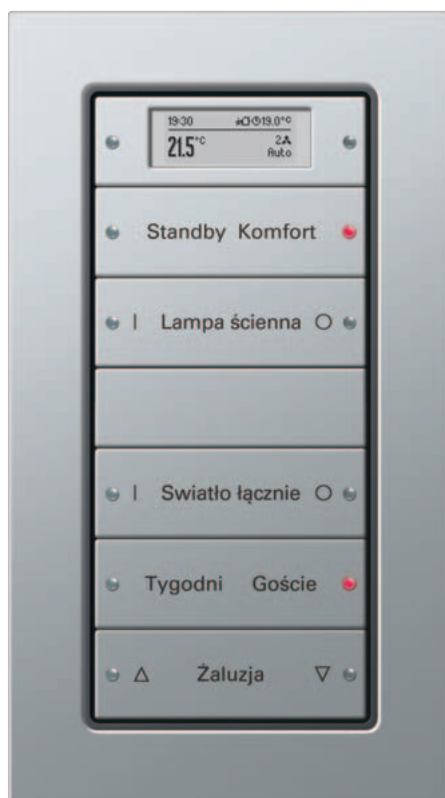 19:30 19.0°C
21.5°C 2
Auto
Standby Komfort
I Lampa ścienna O
I Swiatło łącznie O
Tygodni Goście
Żaluzja